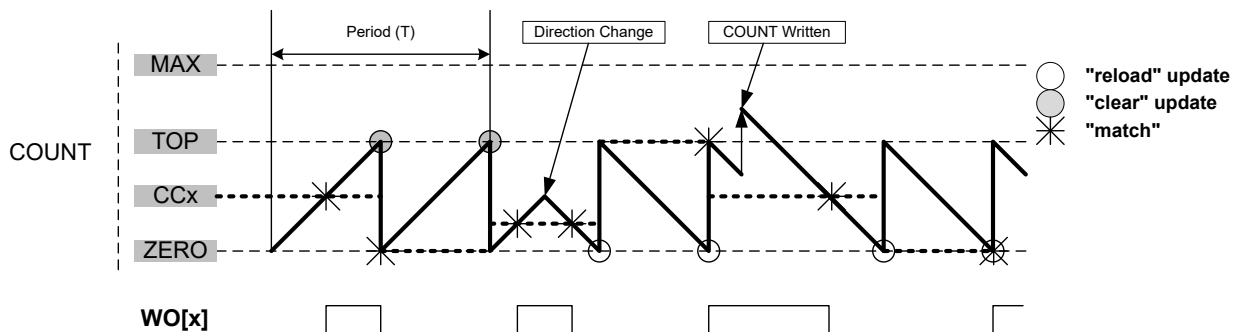 Period (T)
Direction Change
COUNT Written
MAX
"reload" update
"clear" update
TOP
"match"
COUNT
CCx
ZERO
WO[x]